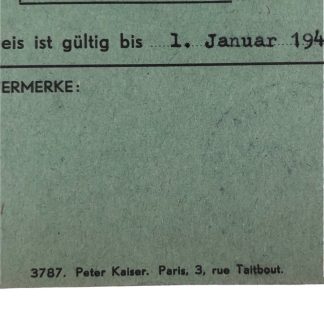 eis ist gültig bis 1. Januar 194
ERMERKE:
3787. Peter Kaiser. Paris, 3, rue Taitbout.